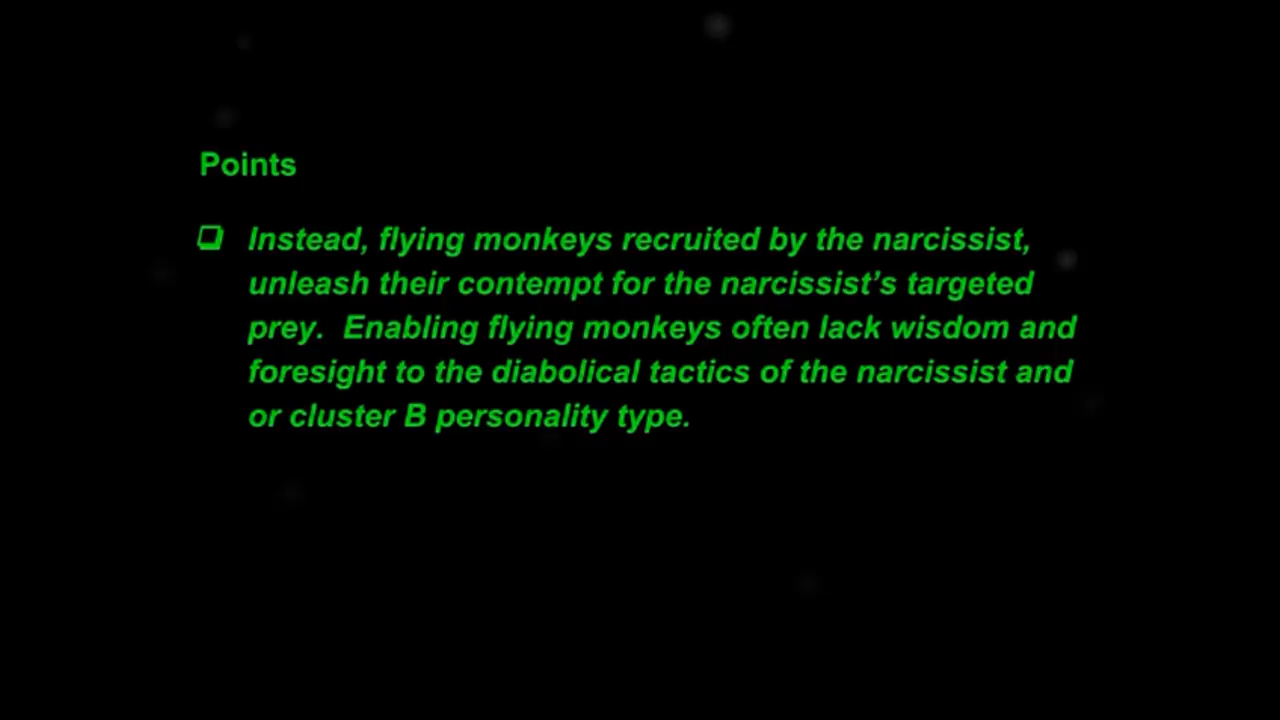 Points
❑ Instead, flying monkeys recruited by the narcissist,
unleash their contempt for the narcissist’s targeted
prey.  Enabling flying monkeys often lack wisdom and
foresight to the diabolical tactics of the narcissist and
or cluster B personality type.